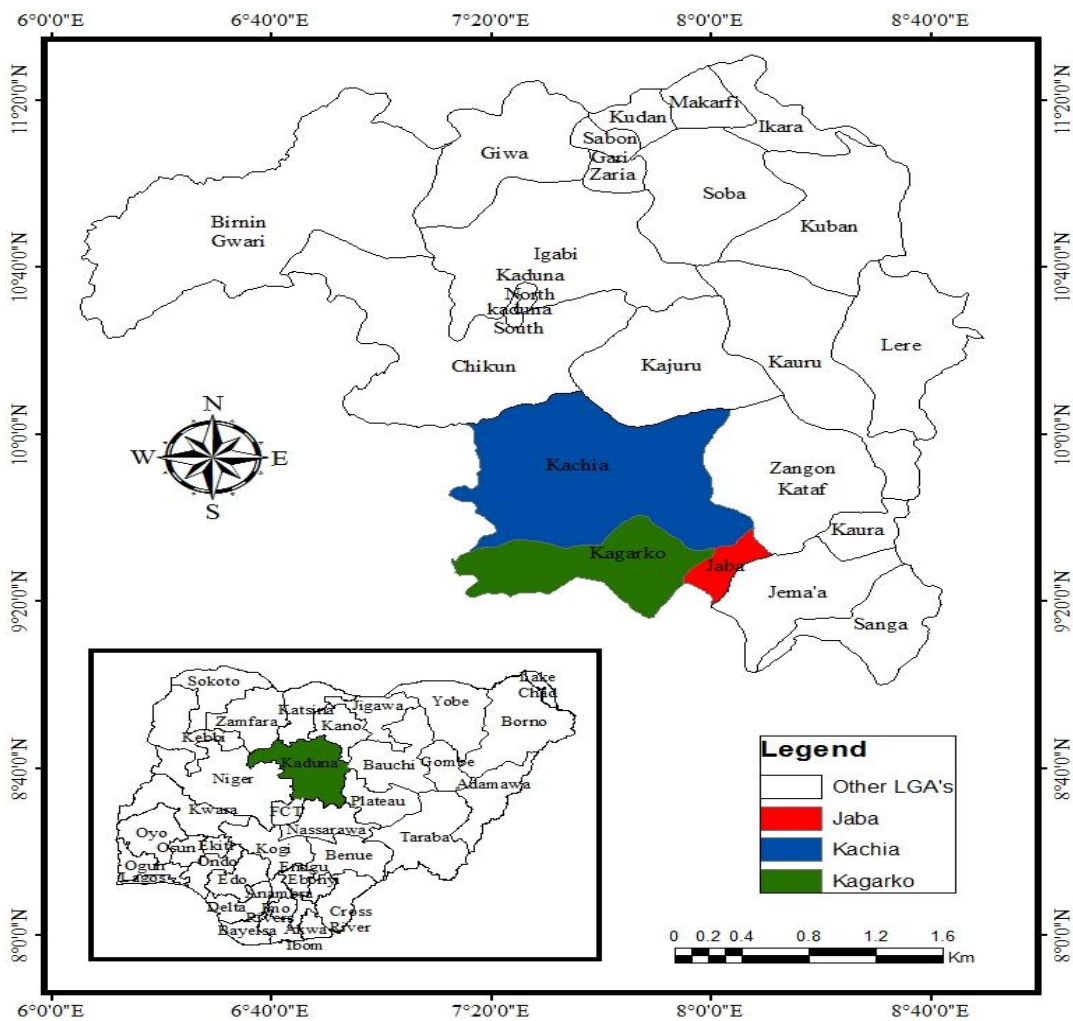 6°0'0"E 6°40'0"E 7°20'0"E 8°0'0"E 8°40'0"E
11°20'0"N
11°20'0"N
10°40'0"N
10°40'0"N
10°0'0"N
10°0'0"N
9°20'0"N
9°20'0"N
8°40'0"N
8°40'0"N
8°0'0"N
8°0'0"N
Makarfi
Kudan
Ikara
Sabon
Gari
Giwa
Zaria
Soba
Birnin
Gwari
Kuban
Igabi
Kaduna
North
kaduna
South
Lere
Chikun
Kajuru
Kauru
N
W E
S
Kachia
Zangon
Kataf
Kaura
Kagarko
Jaba
Jema'a
Sanga
Lake
Chad
Sokoto
Katsina
Jigawa
Yobe
Zamfara
Kano
Borno
Kebbi
Kaduna
Bauchi
Gombe
Niger
Adamawa
Plateau
Kwara
FCT
Nassarawa
Taraba
Oyo
Osun
Ekiti
Kogi
Benue
Ondo
Ogun
Lagos
Enugu
Edo
Ebonyi
Anambra
Delta
Imo
Cross
River
Rivers
Bayelsa
Akwa
Ibom
Legend
Other LGA's
Jaba
Kachia
Kagarko
0 0.2 0.4 0.8 1.2 1.6
Km
6°0'0"E 6°40'0"E 7°20'0"E 8°0'0"E 8°40'0"E